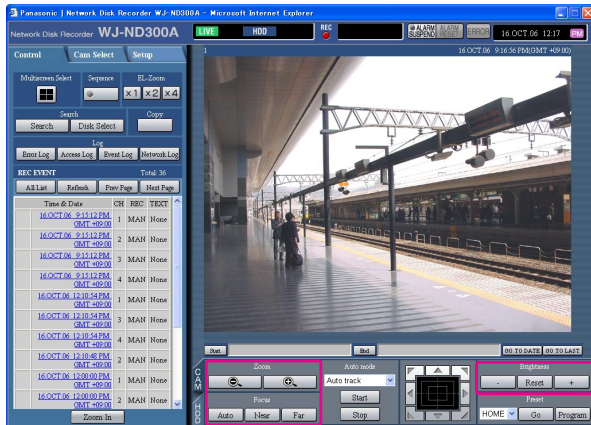 Panasonic | Network Disk Recorder WJ-ND300A - Microsoft Internet Explorer
Network Disk Recorder WJ-ND300A
LIVE HDD REC ALARM SUSPEND ALARM RESET ERROR 16.OCT.06 12:17 PM
Control Cam Select Setup
1 16.OCT.06 9:16:56 PM(GMT +09:00)
Multiscreen Select Sequence EL-Zoom
x1 x2 x4
Search Copy
Search Disk Select
Log
Error Log Access Log Event Log Network Log
REC EVENT Total: 36
All List Refresh Prev Page Next Page
Time & Date CH REC TEXT
16.OCT.06 9:15:12 PM GMT +09:00 1 MAN None
16.OCT.06 9:15:12 PM GMT +09:00 2 MAN None
16.OCT.06 9:15:12 PM GMT +09:00 3 MAN None
16.OCT.06 9:15:12 PM GMT +09:00 4 MAN None
16.OCT.06 12:10:54 PM GMT +09:00 1 MAN None
16.OCT.06 12:10:54 PM GMT +09:00 3 MAN None
16.OCT.06 12:10:54 PM GMT +09:00 4 MAN None
16.OCT.06 12:10:48 PM GMT +09:00 2 MAN None
16.OCT.06 12:00:00 PM GMT +09:00 1 MAN None
16.OCT.06 12:00:00 PM GMT +09:00 2 MAN None
Zoom In
Start End GO TO DATE GO TO LAST
CAM
HDD
Zoom
Focus
Auto Near Far
Auto mode
Auto track
Start
Stop
Brightness
- Reset +
Preset
HOME Go Program